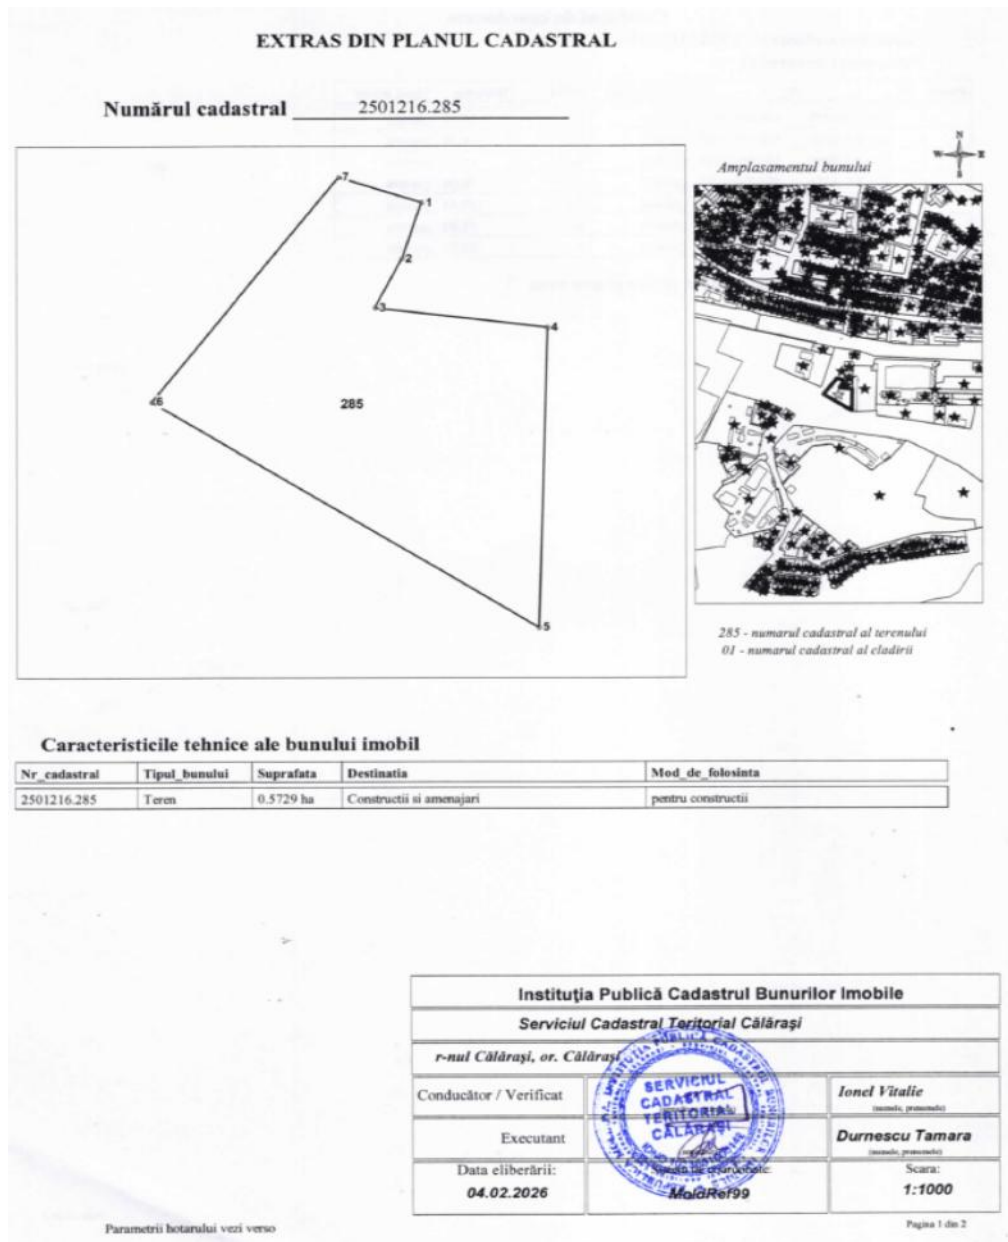 EXTRAS DIN PLANUL CADASTRAL
Numărul cadastral 2501216.285
7
1
2
3
4
6
285
5
N
W E
S
Amplasamentul bunului
285 - numarul cadastral al terenului
01 - numarul cadastral al cladirii
Caracteristicile tehnice ale bunului imobil
Nr_cadastral Tipul_bunului Suprafata Destinatia Mod_de_folosinta
2501216.285 Teren 0.5729 ha Constructii si amenajari pentru constructii
Instituţia Publică Cadastrul Bunurilor Imobile
Serviciul Cadastral Teritorial Călăraşi
r-nul Călăraşi, or. Călăraşi
Conducător / Verificat Ionel Vitalie
(numele, prenumele)
Executant Durnescu Tamara
(numele, prenumele)
SERVICIUL
CADASTRAL
TERITORIAL
CĂLĂRAŞI
Data eliberării: Scara:
04.02.2026 MoldRef99 1:1000
Parametrii hotarului vezi verso
Pagina 1 din 2